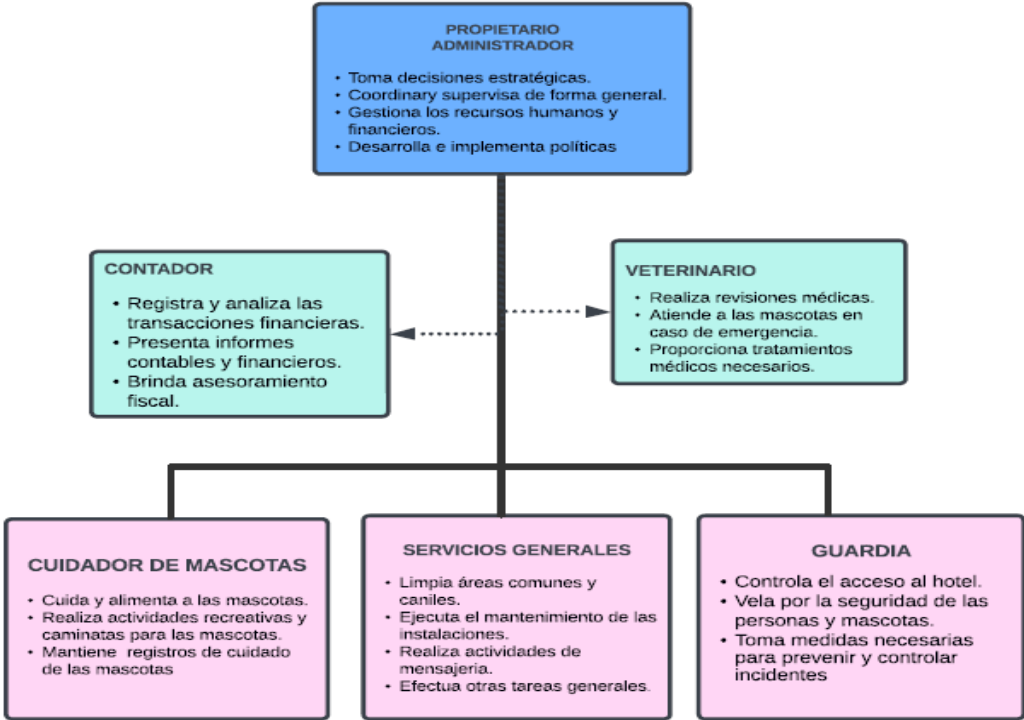 PROPIETARIO
ADMINISTRADOR
• Toma decisiones estratégicas.
• Coordinary supervisa de forma general.
• Gestiona los recursos humanos y
financieros.
• Desarrolla e implementa políticas
CONTADOR
• Registra y analiza las
transacciones financieras.
• Presenta informes
contables y financieros.
• Brinda asesoramiento
fiscal.
VETERINARIO
• Realiza revisiones médicas.
• Atiende a las mascotas en
caso de emergencia.
• Proporciona tratamientos
médicos necesarios.
CUIDADOR DE MASCOTAS
• Cuida y alimenta a las mascotas.
• Realiza actividades recreativas y
caminatas para las mascotas.
• Mantiene registros de cuidado
de las mascotas
SERVICIOS GENERALES
• Limpia áreas comunes y
caniles.
• Ejecuta el mantenimiento de las
instalaciones.
• Realiza actividades de
mensajeria.
• Efectua otras tareas generales.
GUARDIA
• Controla el acceso al hotel.
• Vela por la seguridad de las
personas y mascotas.
• Toma medidas necesarias
para prevenir y controlar
incidentes